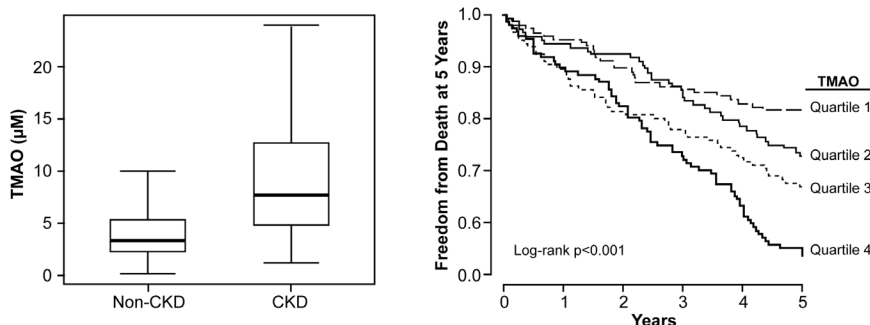 TMAO (µM)
20
15
10
5
0
Non-CKD
CKD
Freedom from Death at 5 Years
1.0
0.9
0.8
0.7
0.6
0.0
Log-rank p<0.001
0
1
2
3
4
5
Years
TMAO
Quartile 1
Quartile 2
Quartile 3
Quartile 4